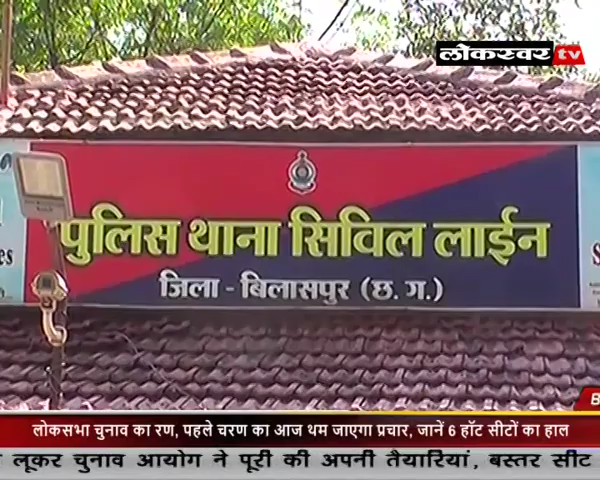 लोकस्वर tv
पुलिस थाना सिविल लाईन
जिला - बिलासपुर (छ. ग.)
लोकसभा चुनाव का रण, पहले चरण का आज थम जाएगा प्रचार, जानें 6 हॉट सीटों का हाल
लूकर चुनाव आयोग ने पूरी की अपनी तैयारियां, बस्तर सीट